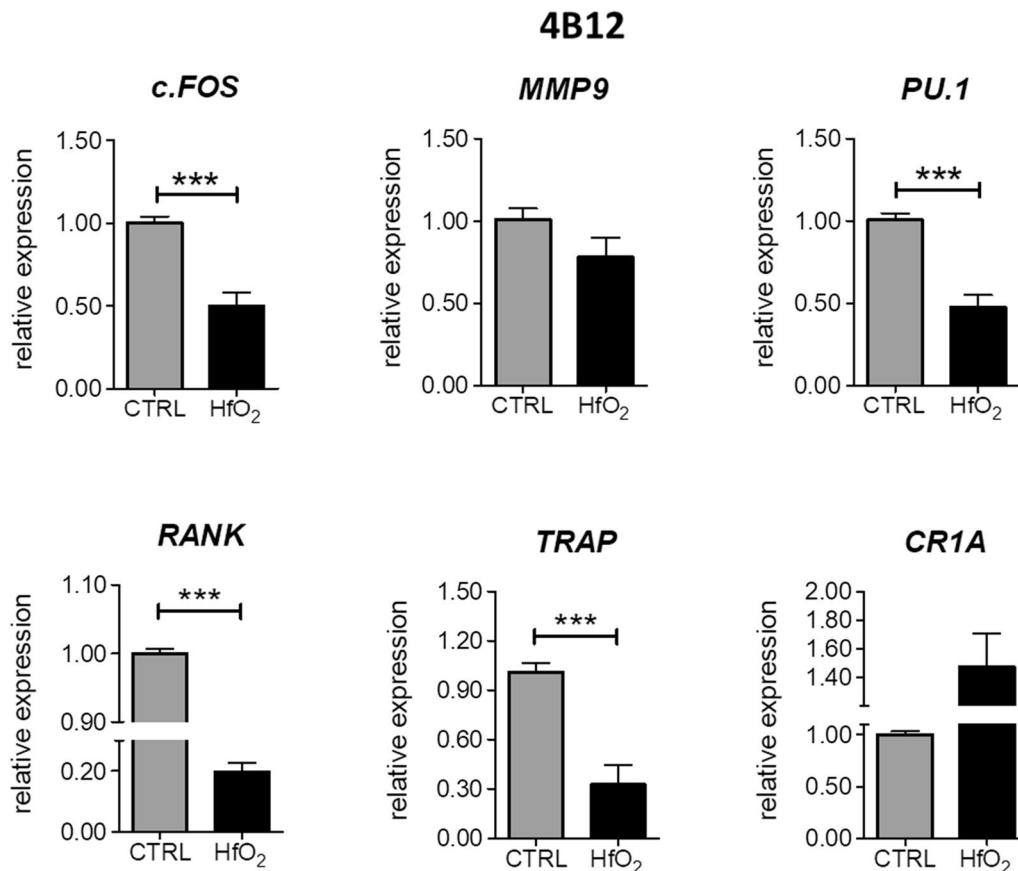 4B12
c.FOS
relative expression
1.50
1.00
0.50
0.00
***
CTRL
HfO₂
MMP9
relative expression
1.50
1.00
0.50
0.00
CTRL
HfO₂
PU.1
relative expression
1.50
1.00
0.50
0.00
***
CTRL
HfO₂
RANK
relative expression
1.10
1.00
0.90
0.20
0.00
***
CTRL
HfO₂
TRAP
relative expression
1.50
1.20
0.90
0.60
0.30
0.00
***
CTRL
HfO₂
CR1A
relative expression
2.00
1.80
1.60
1.40
1.00
0.50
0.00
CTRL
HfO₂